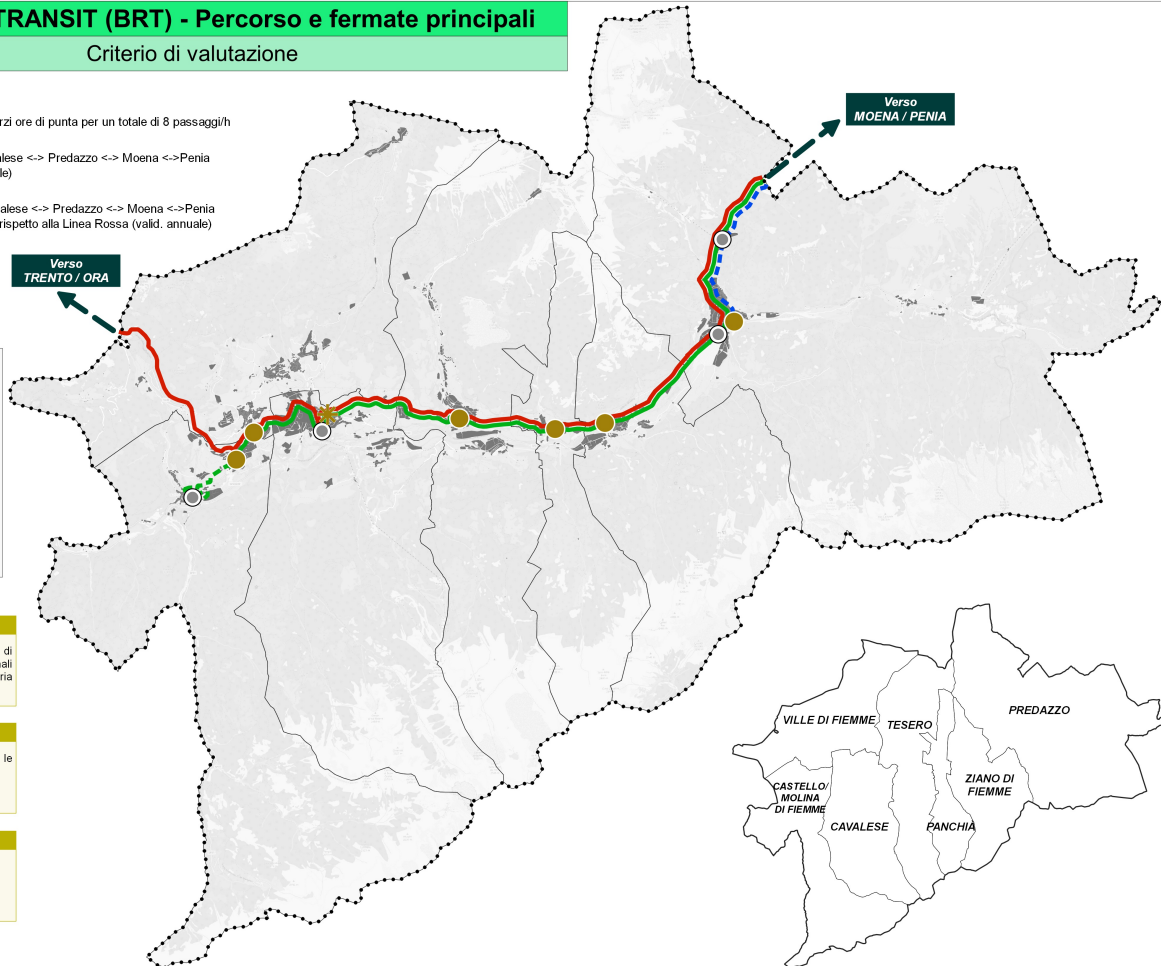 TRANSIT (BRT) - Percorso e fermate principali
Criterio di valutazione
rzi ore di punta per un totale di 8 passaggi/h
alese <-> Predazzo <-> Moena <->Penia
le)
alese <-> Predazzo <-> Moena <->Penia
rispetto alla Linea Rossa (valid. annuale)
Verso
MOENA / PENIA
Verso
TRENTO / ORA
di
nali
ria
le
VILLE DI FIEMME
TESERO
PREDAZZO
CASTELLO/
MOLINA
DI FIEMME
ZIANO DI
FIEMME
CAVALESE
PANCHIÀ